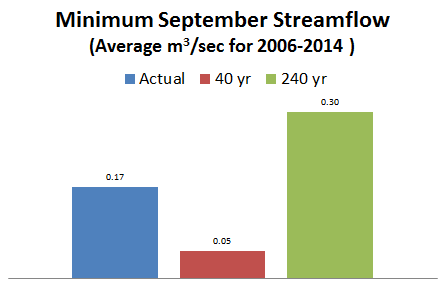 Minimum September Streamflow
(Average m³/sec for 2006-2014 )
Actual 40 yr 240 yr
0.30
0.17
0.05